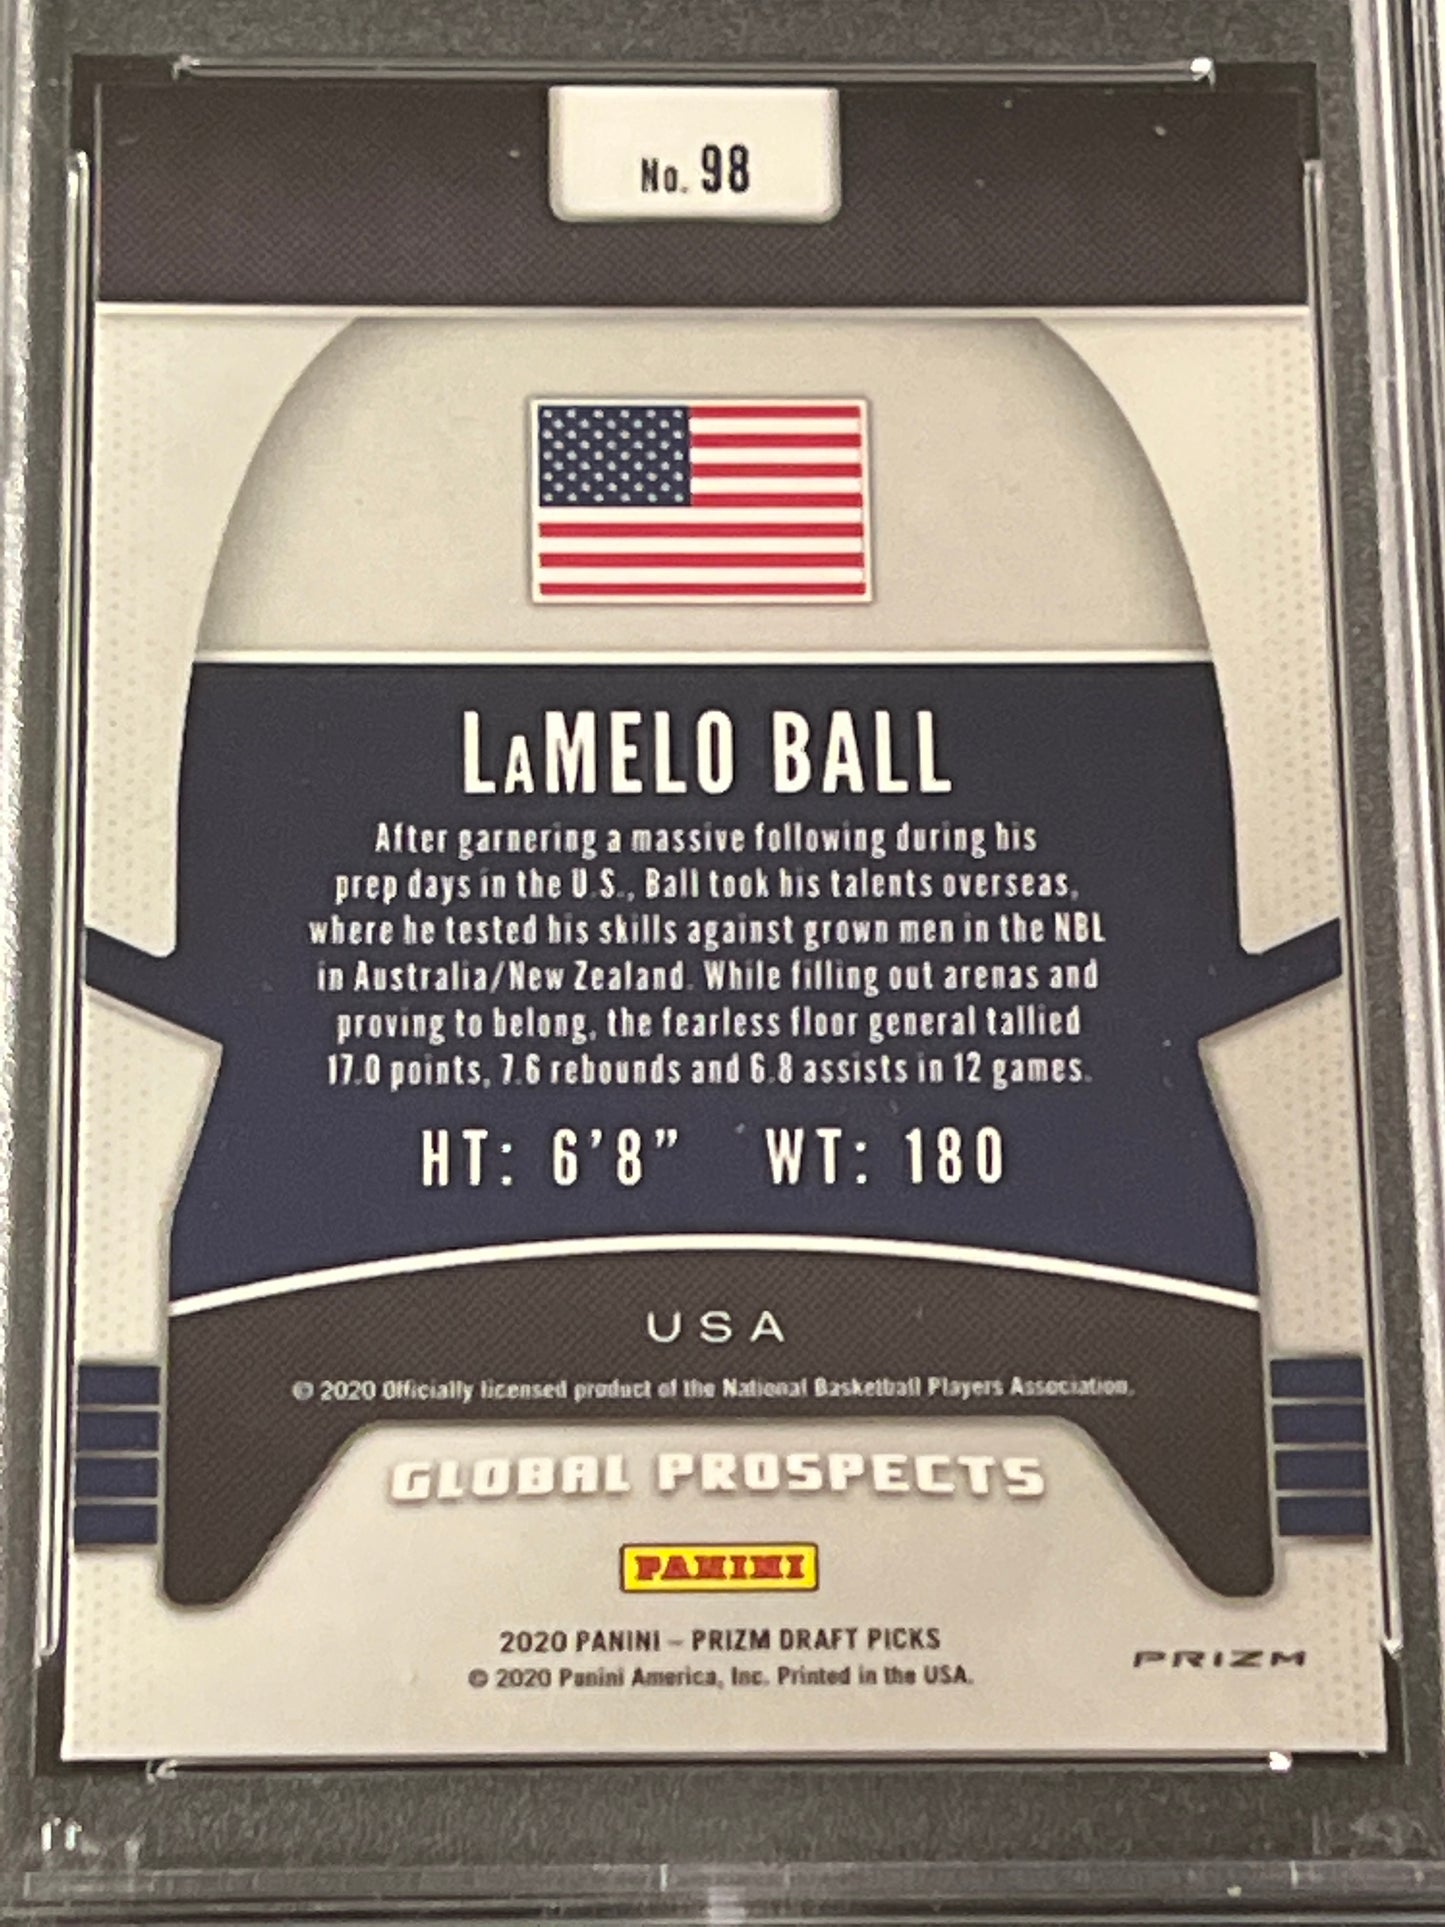 No. 98
LAMELO BALL
After garnering a massive following during his
prep days in the U.S., Ball took his talents overseas,
where he tested his skills against grown men in the NBL
in Australia/New Zealand. While filling out arenas and
proving to belong, the fearless floor general tallied
17.0 points, 7.6 rebounds and 6.8 assists in 12 games.
HT: 6'8” WT: 180
USA
© 2020 Officially licensed product of the National Basketball Players Association.
GLOBAL PROSPECTS
PANINI
2020 PANINI – PRIZM DRAFT PICKS
© 2020 Panini America, Inc. Printed in the USA.
PRIZM